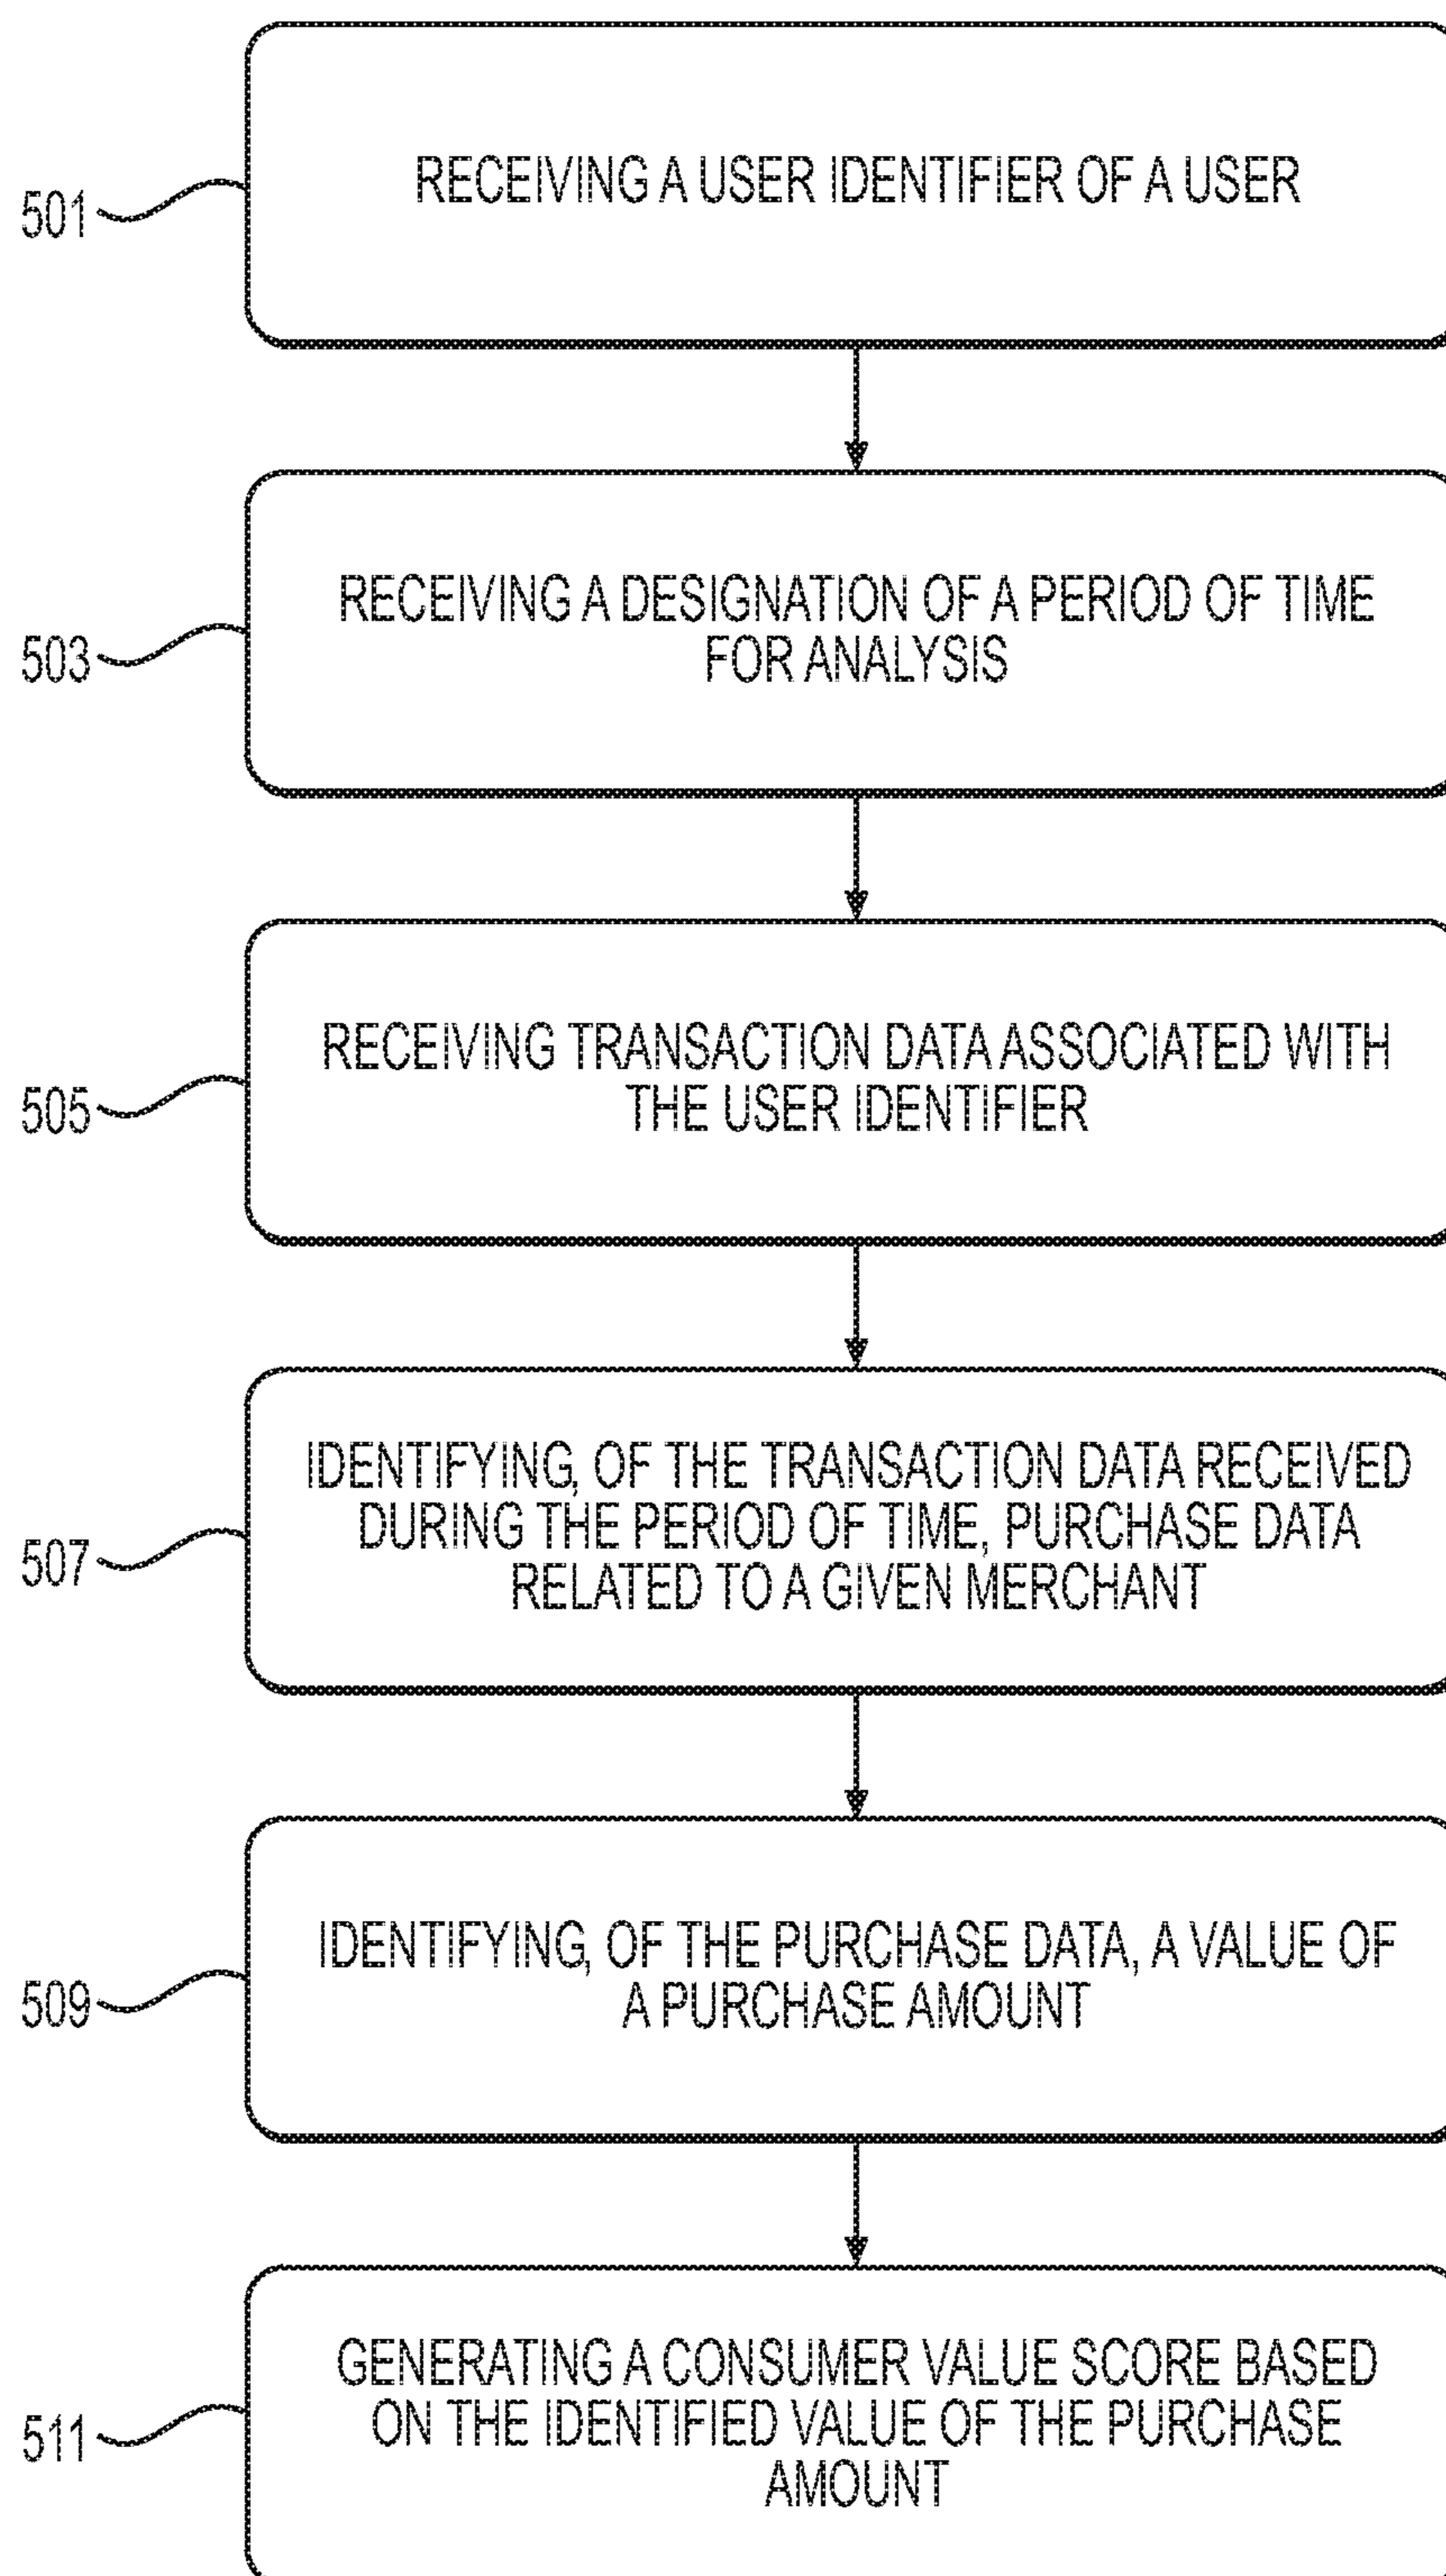 501
RECEIVING A USER IDENTIFIER OF A USER
503
RECEIVING A DESIGNATION OF A PERIOD OF TIME
FOR ANALYSIS
505
RECEIVING TRANSACTION DATA ASSOCIATED WITH
THE USER IDENTIFIER
507
IDENTIFYING, OF THE TRANSACTION DATA RECEIVED
DURING THE PERIOD OF TIME, PURCHASE DATA
RELATED TO A GIVEN MERCHANT
509
IDENTIFYING, OF THE PURCHASE DATA, A VALUE OF
A PURCHASE AMOUNT
511
GENERATING A CONSUMER VALUE SCORE BASED
ON THE IDENTIFIED VALUE OF THE PURCHASE
AMOUNT